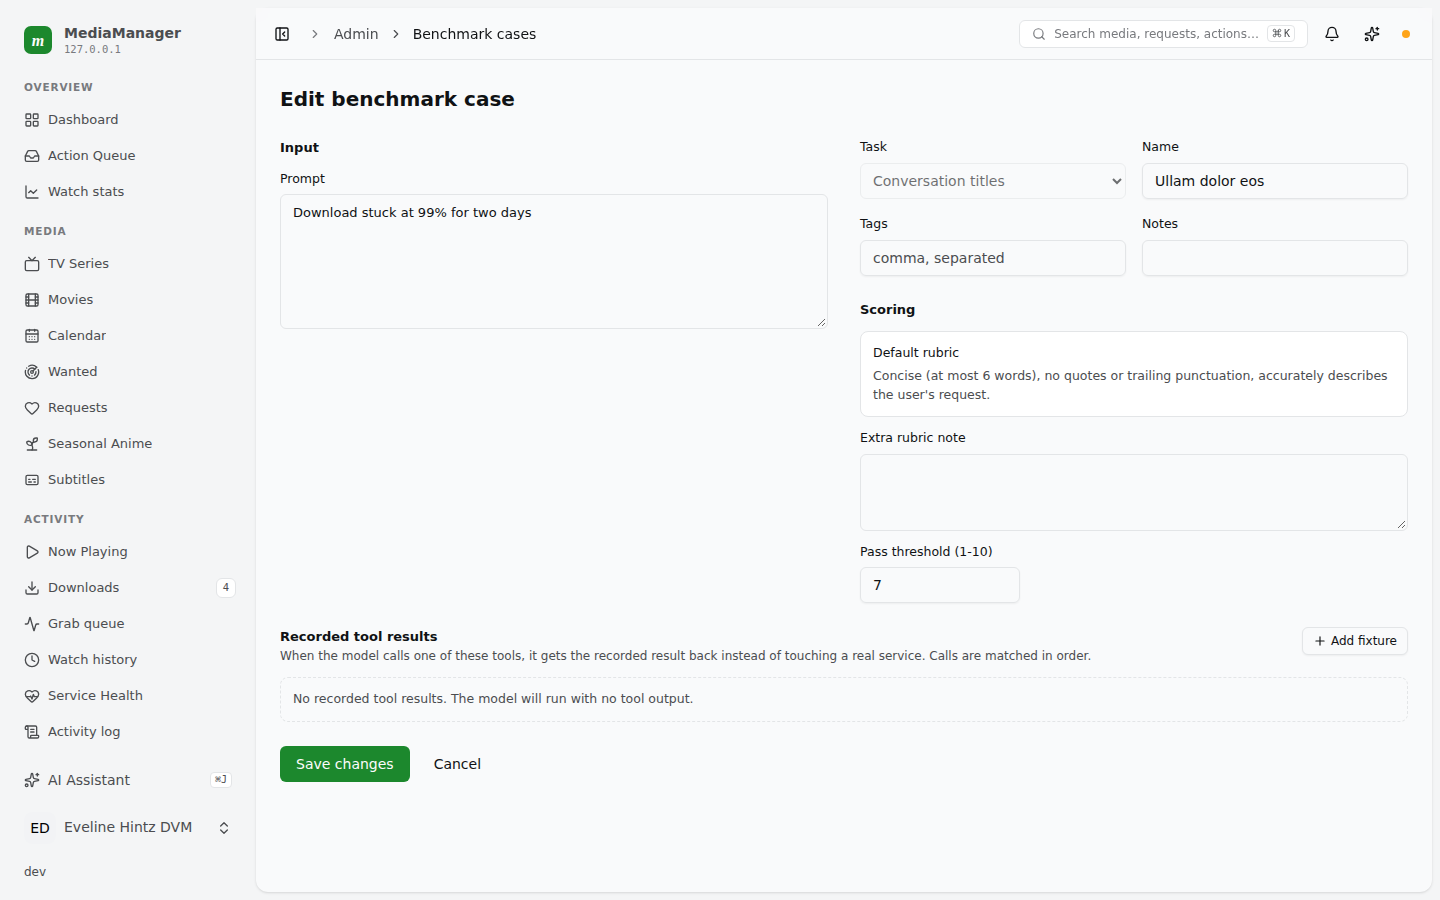 m
MediaManager
127.0.0.1
OVERVIEW
Dashboard
Action Queue
Watch stats
MEDIA
TV Series
Movies
Calendar
Wanted
Requests
Seasonal Anime
Subtitles
ACTIVITY
Now Playing
Downloads 4
Grab queue
Watch history
Service Health
Activity log
AI Assistant ⌘J
ED Eveline Hintz DVM
dev
Admin Benchmark cases
Search media, requests, actions... ⌘K
Edit benchmark case
Input
Prompt
Download stuck at 99% for two days
Task
Conversation titles
Name
Ullam dolor eos
Tags
comma, separated
Notes
Scoring
Default rubric
Concise (at most 6 words), no quotes or trailing punctuation, accurately describes
the user's request.
Extra rubric note
Pass threshold (1-10)
7
Recorded tool results
When the model calls one of these tools, it gets the recorded result back instead of touching a real service. Calls are matched in order.
Add fixture
No recorded tool results. The model will run with no tool output.
Save changes
Cancel